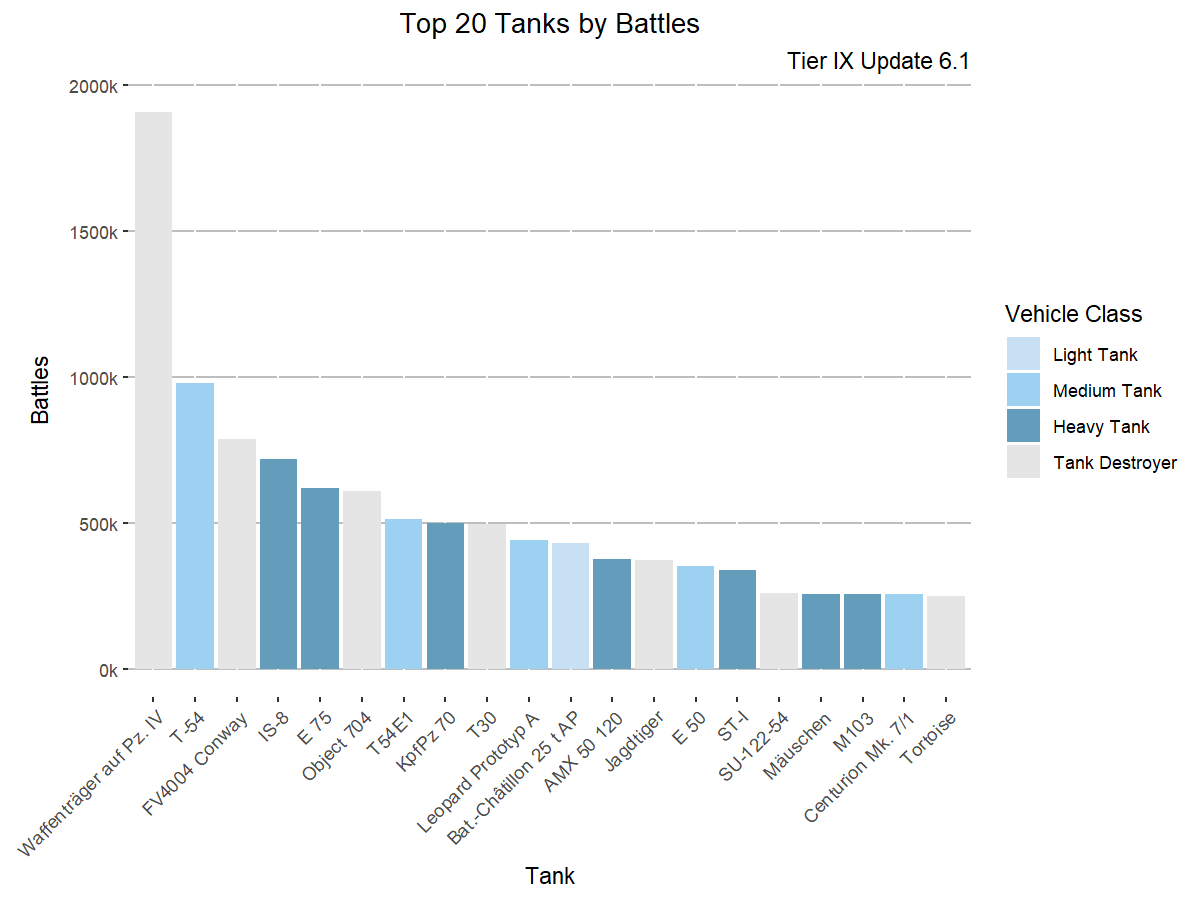 Top 20 Tanks by Battles
Tier IX Update 6.1
2000k
1500k
1000k
500k
0k
Battles
Waffenträger auf Pz. IV
T-54
FV4004 Conway
IS-8
E 75
Object 704
T54E1
KpfPz 70
T30
Leopard Prototyp A
Bat.-Châtillon 25 t AP
AMX 50 120
Jagdtiger
E 50
ST-I
SU-122-54
Mäuschen
M103
Centurion Mk. 7/1
Tortoise
Tank
Vehicle Class
Light Tank
Medium Tank
Heavy Tank
Tank Destroyer